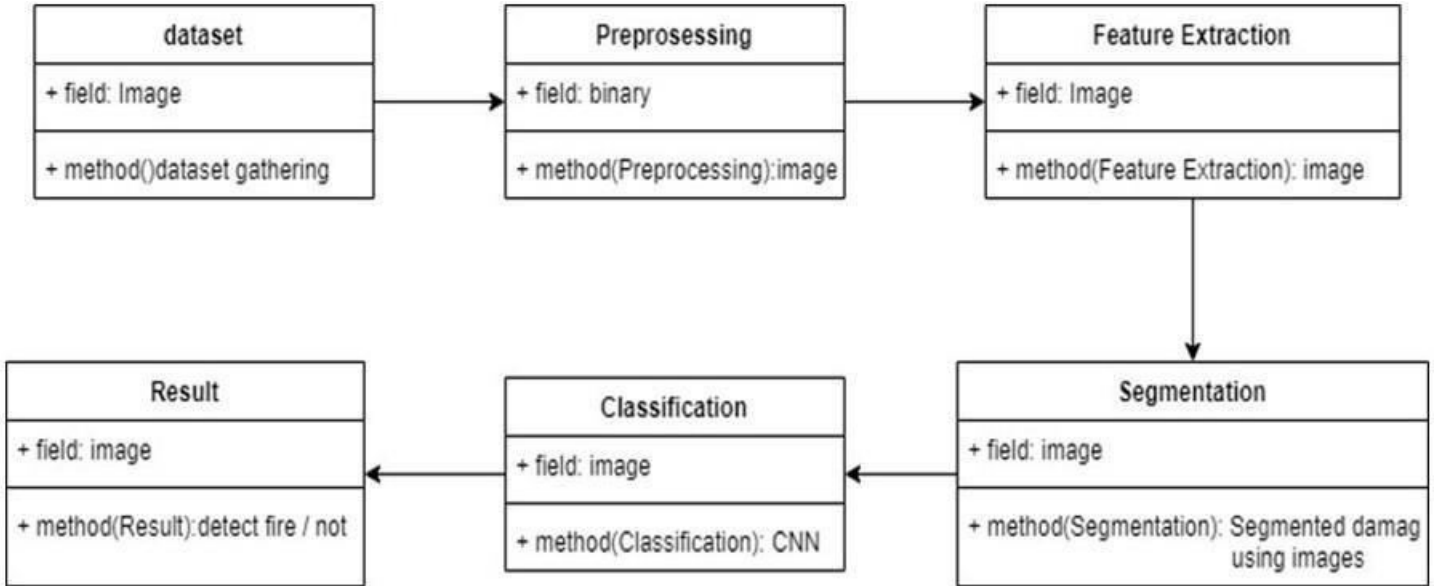 dataset
+ field: Image
+ method()dataset gathering
Preprosessing
+ field: binary
+ method(Preprocessing):image
Feature Extraction
+ field: Image
+ method(Feature Extraction): image
Segmentation
+ field: image
+ method(Segmentation): Segmented damag
using images
Classification
+ field: image
+ method(Classification): CNN
Result
+ field: image
+ method(Result):detect fire / not